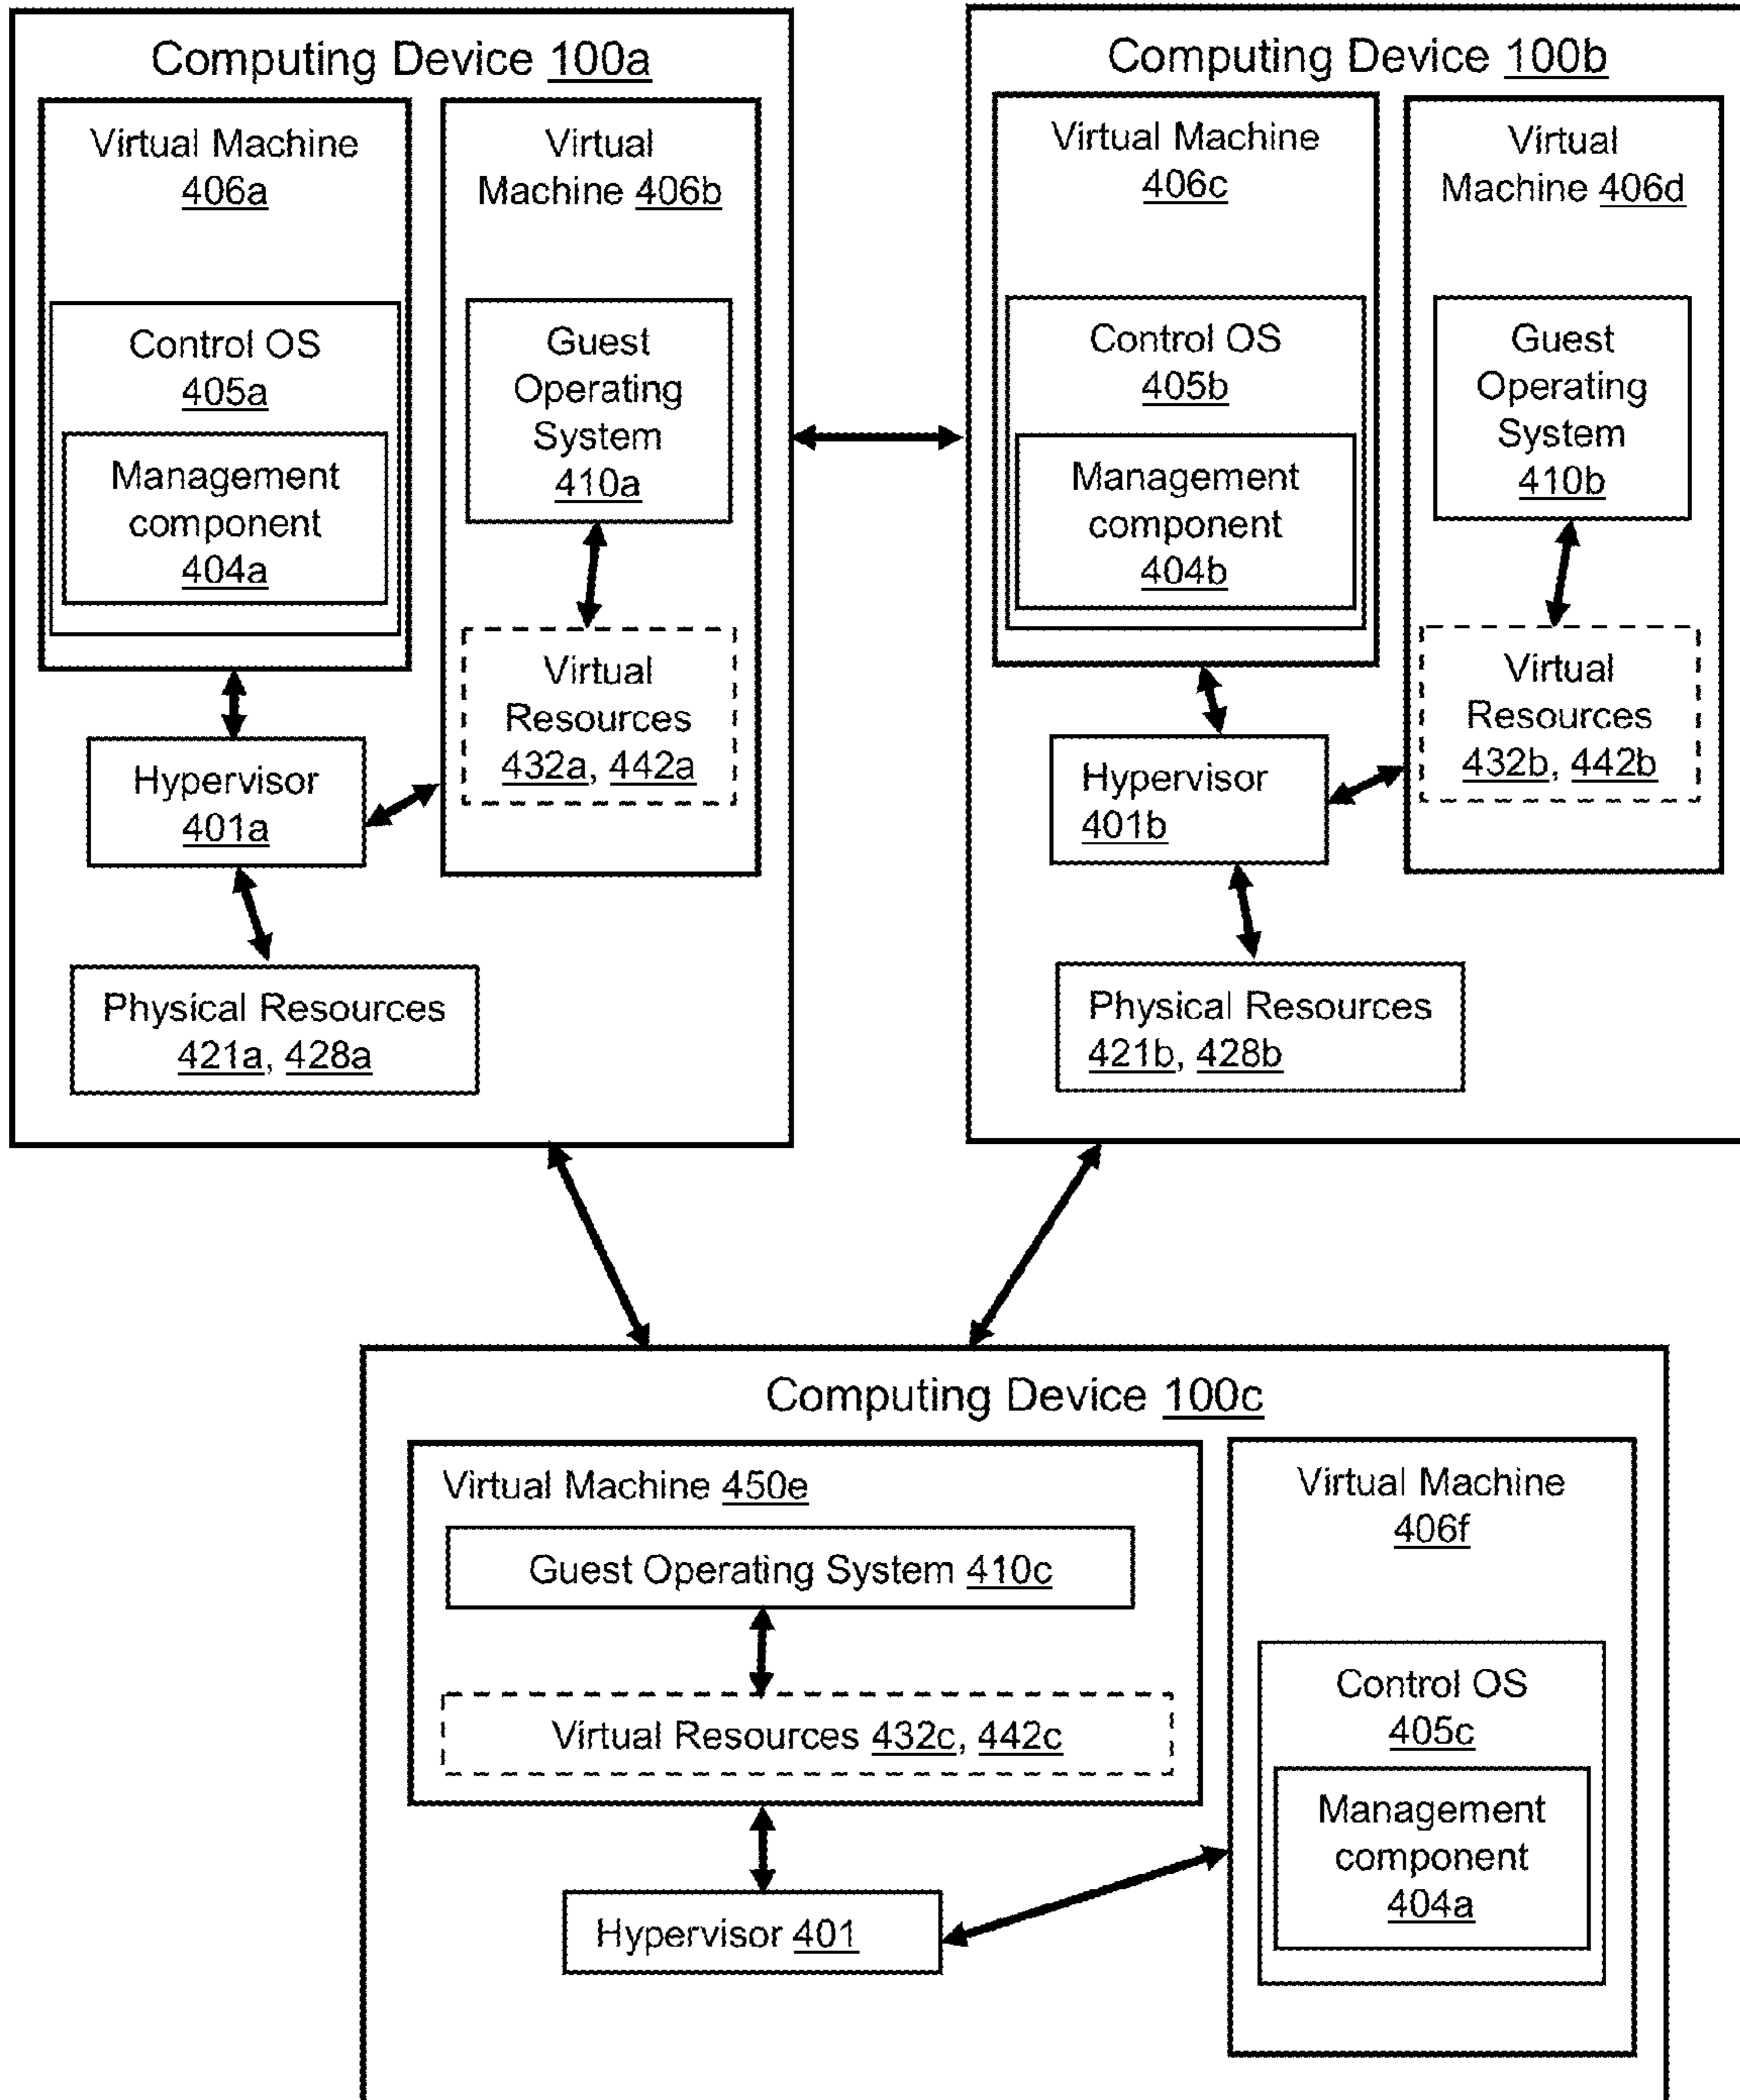 Computing Device 100a
Virtual Machine
406a
Control OS
405a
Management
component
404a
Virtual
Machine 406b
Guest
Operating
System
410a
Virtual
Resources
432a, 442a
Hypervisor
401a
Physical Resources
421a, 428a
Computing Device 100b
Virtual Machine
406c
Control OS
405b
Management
component
404b
Virtual
Machine 406d
Guest
Operating
System
410b
Virtual
Resources
432b, 442b
Hypervisor
401b
Physical Resources
421b, 428b
Computing Device 100c
Virtual Machine 450e
Guest Operating System 410c
Virtual Resources 432c, 442c
Hypervisor 401
Virtual Machine
406f
Control OS
405c
Management
component
404a